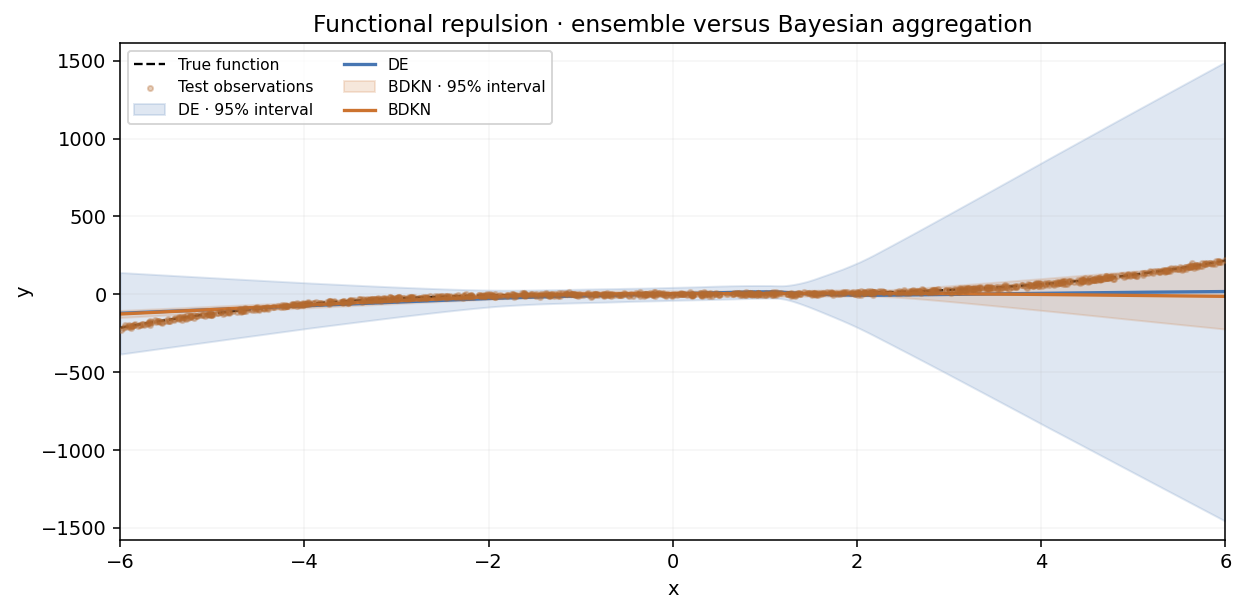 Functional repulsion · ensemble versus Bayesian aggregation
True function
Test observations
DE · 95% interval
DE
BDKN · 95% interval
BDKN
y
1500
1000
500
0
−500
−1000
−1500
−6 −4 −2 0 2 4 6
x